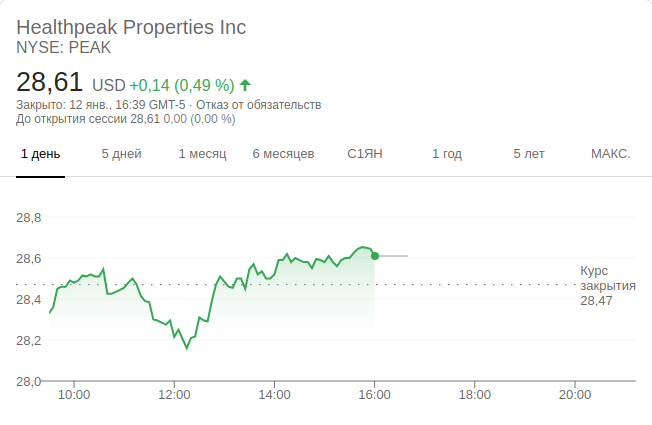 Healthpeak Properties Inc
NYSE: PEAK
28,61 USD +0,14 (0,49 %)
Закрыто: 12 янв., 16:39 GMT-5 · Отказ от обязательств
До открытия сессии 28,61 0,00 (0,00 %)
1 день 5 дней 1 месяц 6 месяцев С1ЯН 1 год 5 лет МАКС.
28,8
28,6
Курс
закрытия
28,47
28,4
28,2
28,0
10:00 12:00 14:00 16:00 18:00 20:00